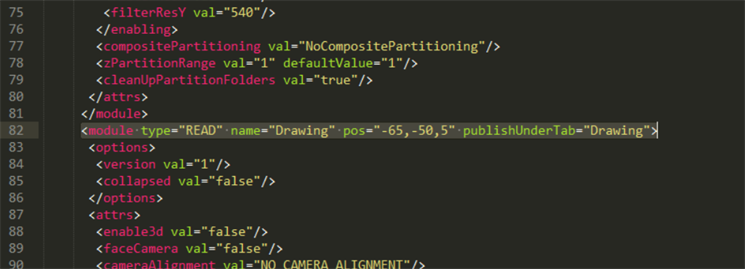 75 <filterResY val="540"/>
76 </enabling>
77 <compositePartitioning val="NoCompositePartitioning"/>
78 <zPartitionRange val="1" defaultValue="1"/>
79 <cleanUpPartitionFolders val="true"/>
80 </attrs>
81 </module>
82 <module type="READ" name="Drawing" pos="-65,-50,5" publishUnderTab="Drawing">
83 <options>
84 <version val="1"/>
85 <collapsed val="false"/>
86 </options>
87 <attrs>
88 <enable3d val="false"/>
89 <faceCamera val="false"/>
90 <cameraAlignment val="NO_CAMERA_ALIGNMENT"/>